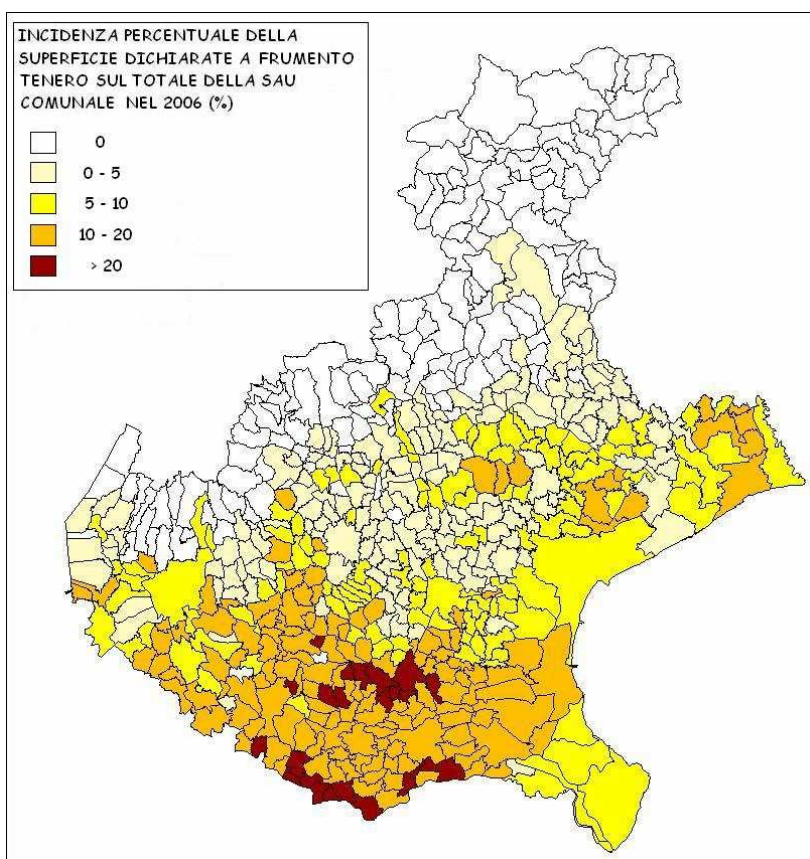 INCIDENZA PERCENTUALE DELLA
SUPERFICIE DICHIARATE A FRUMENTO
TENERO SUL TOTALE DELLA SAU
COMUNALE NEL 2006 (%)
0
0 - 5
5 - 10
10 - 20
> 20